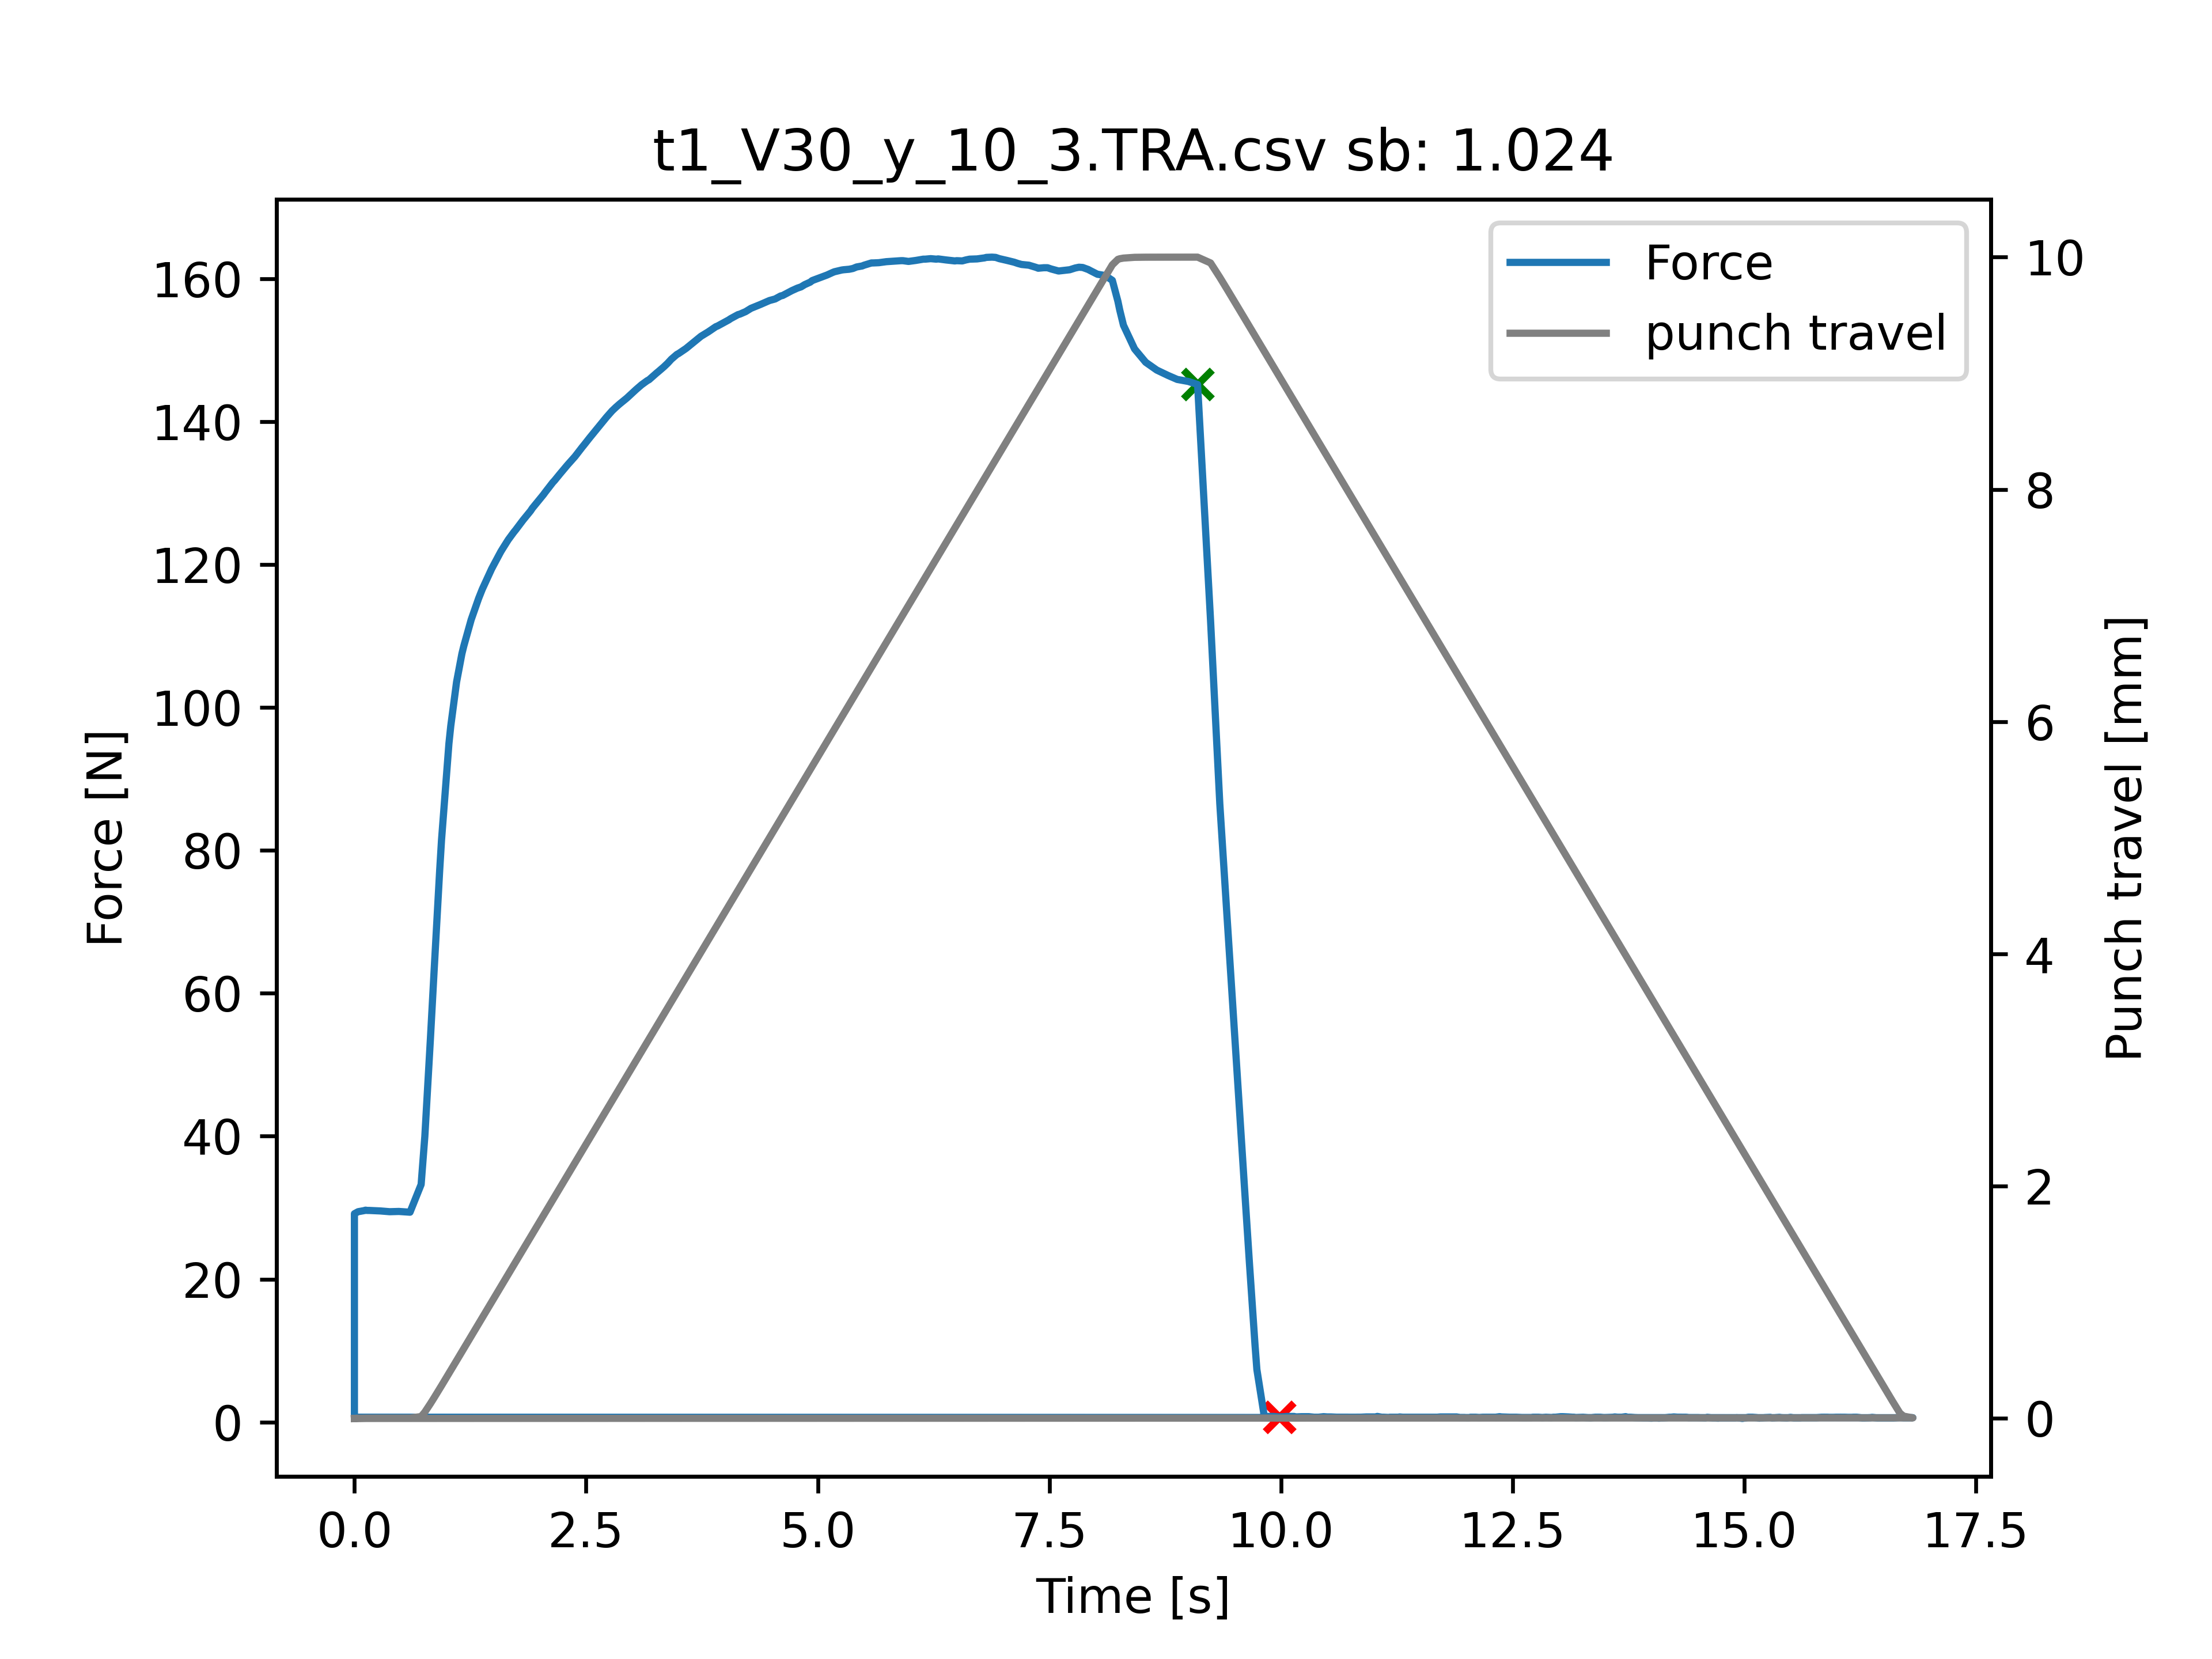 t1_V30_y_10_3.TRA.csv sb: 1.024
Force
punch travel
Force [N]
160
140
120
100
80
60
40
20
0
10
8
6
4
2
0
Punch travel [mm]
0.0 2.5 5.0 7.5 10.0 12.5 15.0 17.5
Time [s]